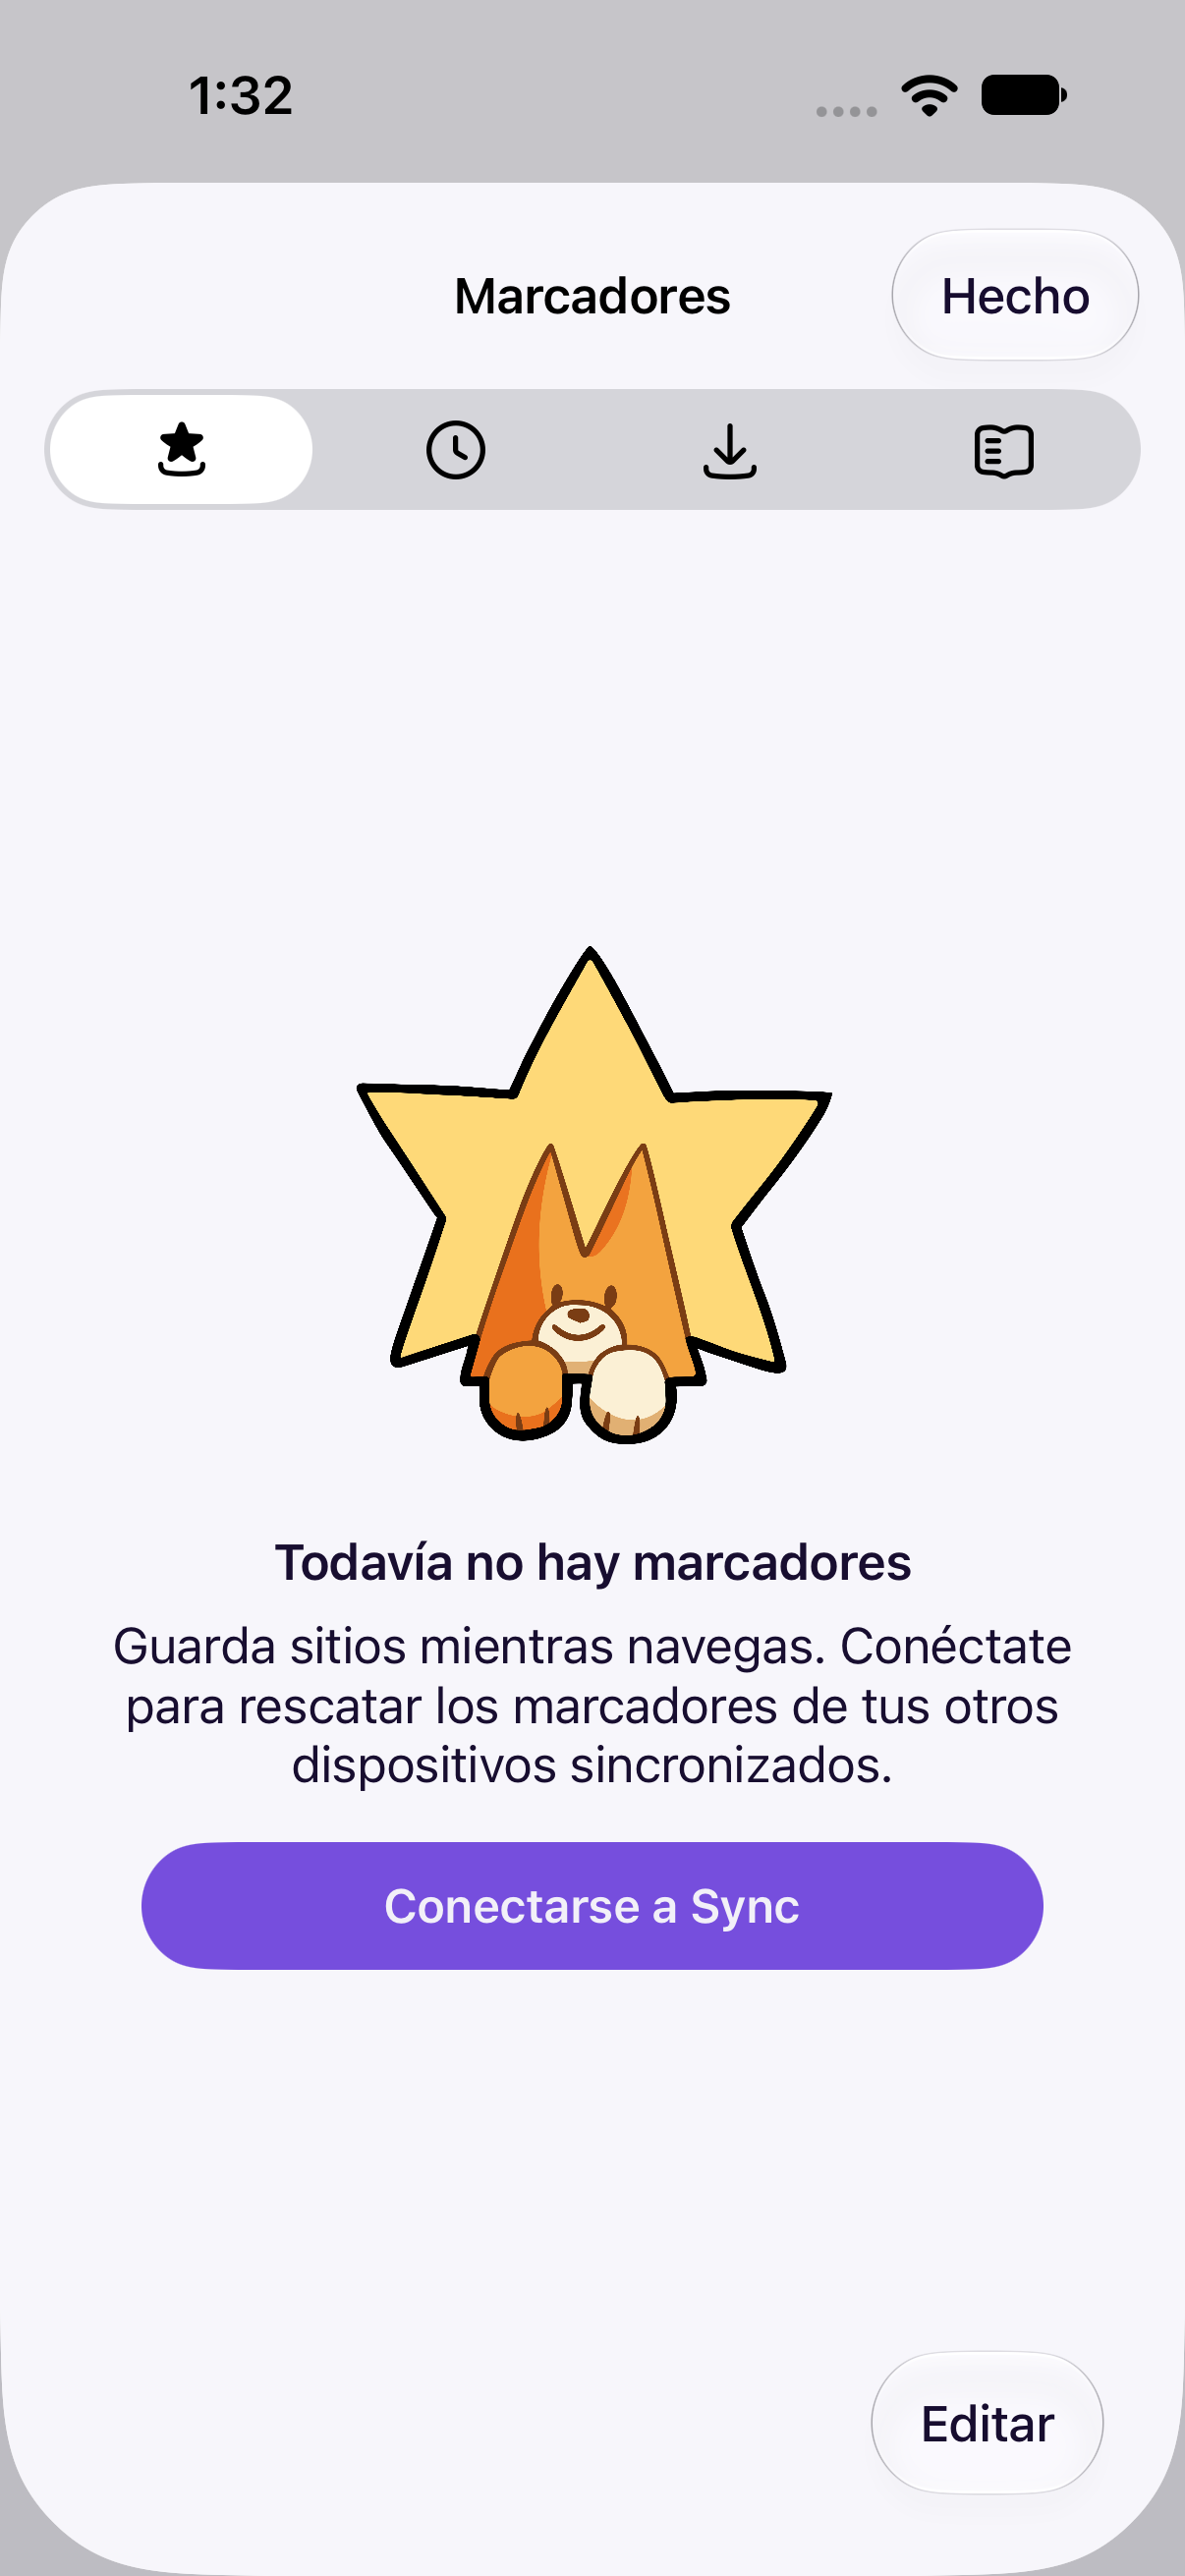 1:32
Marcadores
Hecho
Todavía no hay marcadores
Guarda sitios mientras navegas. Conéctate
para rescatar los marcadores de tus otros
dispositivos sincronizados.
Conectarse a Sync
Editar